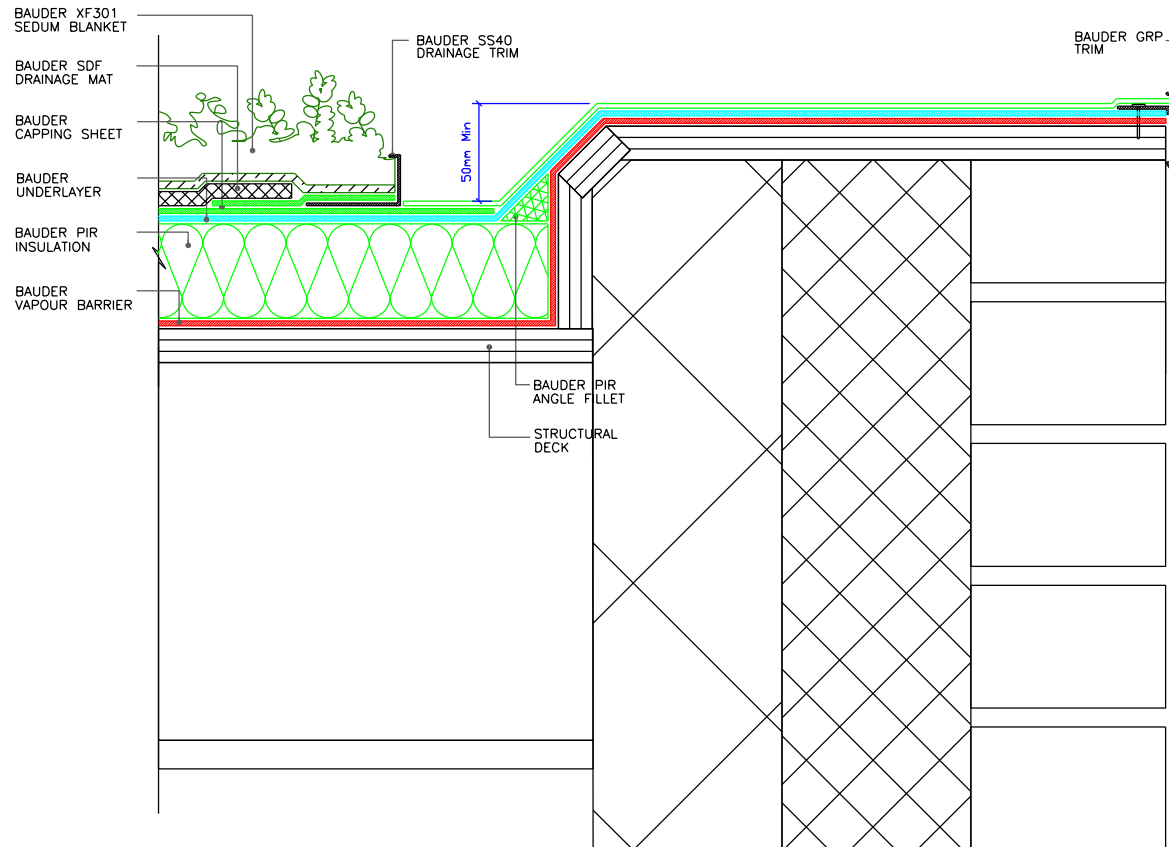 BAUDER XF301
SEDUM BLANKET
BAUDER SDF
DRAINAGE MAT
BAUDER
CAPPING SHEET
BAUDER
UNDERLAYER
BAUDER PIR
INSULATION
BAUDER
VAPOUR BARRIER
BAUDER SS40
DRAINAGE TRIM
50mm Min
BAUDER GRP
TRIM
BAUDER PIR
ANGLE FILLET
STRUCTURAL
DECK